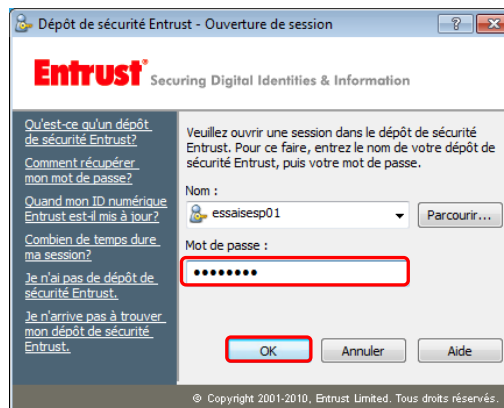 Dépôt de sécurité Entrust - Ouverture de session
Entrust® Securing Digital Identities & Information
Qu'est-ce qu'un dépôt
de sécurité Entrust?
Comment récupérer
mon mot de passe?
Quand mon ID numérique
Entrust est-il mis à jour?
Combien de temps dure
ma session?
Je n'ai pas de dépôt de
sécurité Entrust.
Je n'arrive pas à trouver
mon dépôt de sécurité
Entrust.
Veuillez ouvrir une session dans le dépôt de sécurité
Entrust. Pour ce faire, entrez le nom de votre dépôt de
sécurité Entrust, puis votre mot de passe.
Nom :
essaisesp01
Parcourir...
Mot de passe :
••••••••
OK
Annuler
Aide
© Copyright 2001-2010, Entrust Limited. Tous droits réservés.